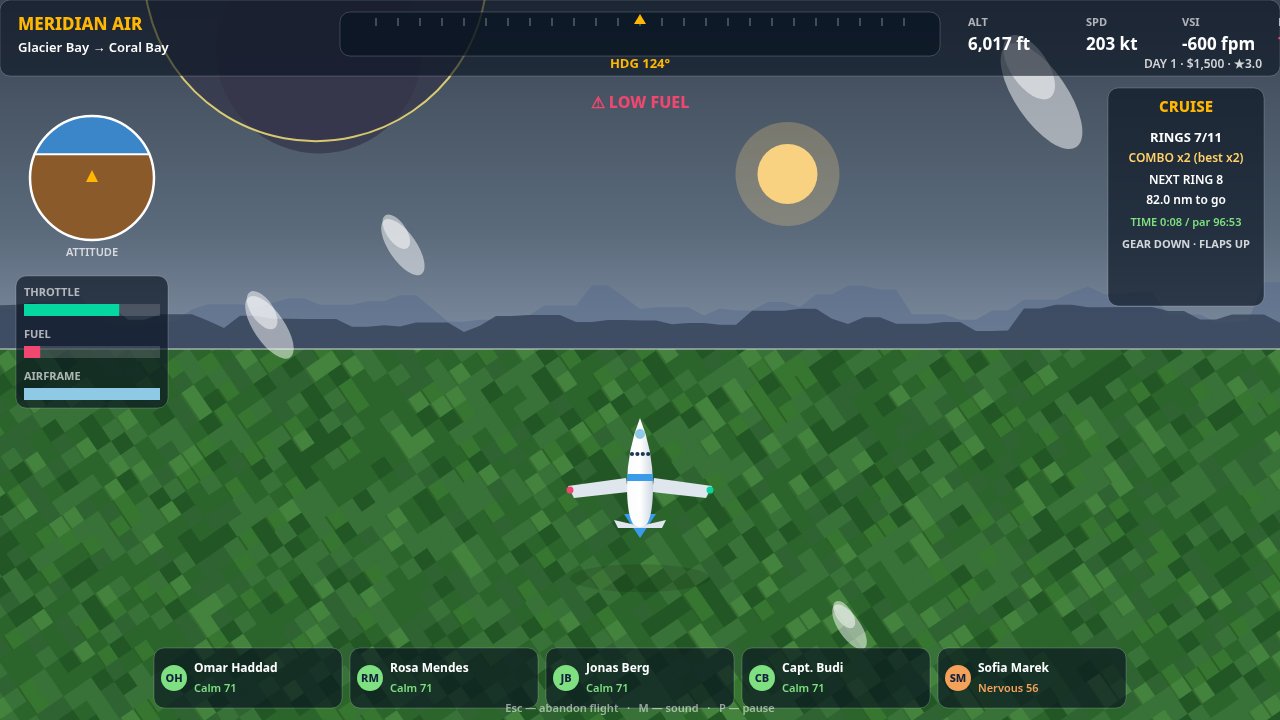 MERIDIAN AIR
Glacier Bay → Coral Bay
HDG 124°
ALT
6,017 ft
SPD
203 kt
VSI
-600 fpm
DAY 1 · $1,500 · ★3.0
⚠ LOW FUEL
ATTITUDE
THROTTLE
FUEL
AIRFRAME
CRUISE
RINGS 7/11
COMBO x2 (best x2)
NEXT RING 8
82.0 nm to go
TIME 0:08 / par 96:53
GEAR DOWN · FLAPS UP
OH
Omar Haddad
Calm 71
RM
Rosa Mendes
Calm 71
JB
Jonas Berg
Calm 71
CB
Capt. Budi
Calm 71
SM
Sofia Marek
Nervous 56
Esc — abandon flight · M — sound · P — pause